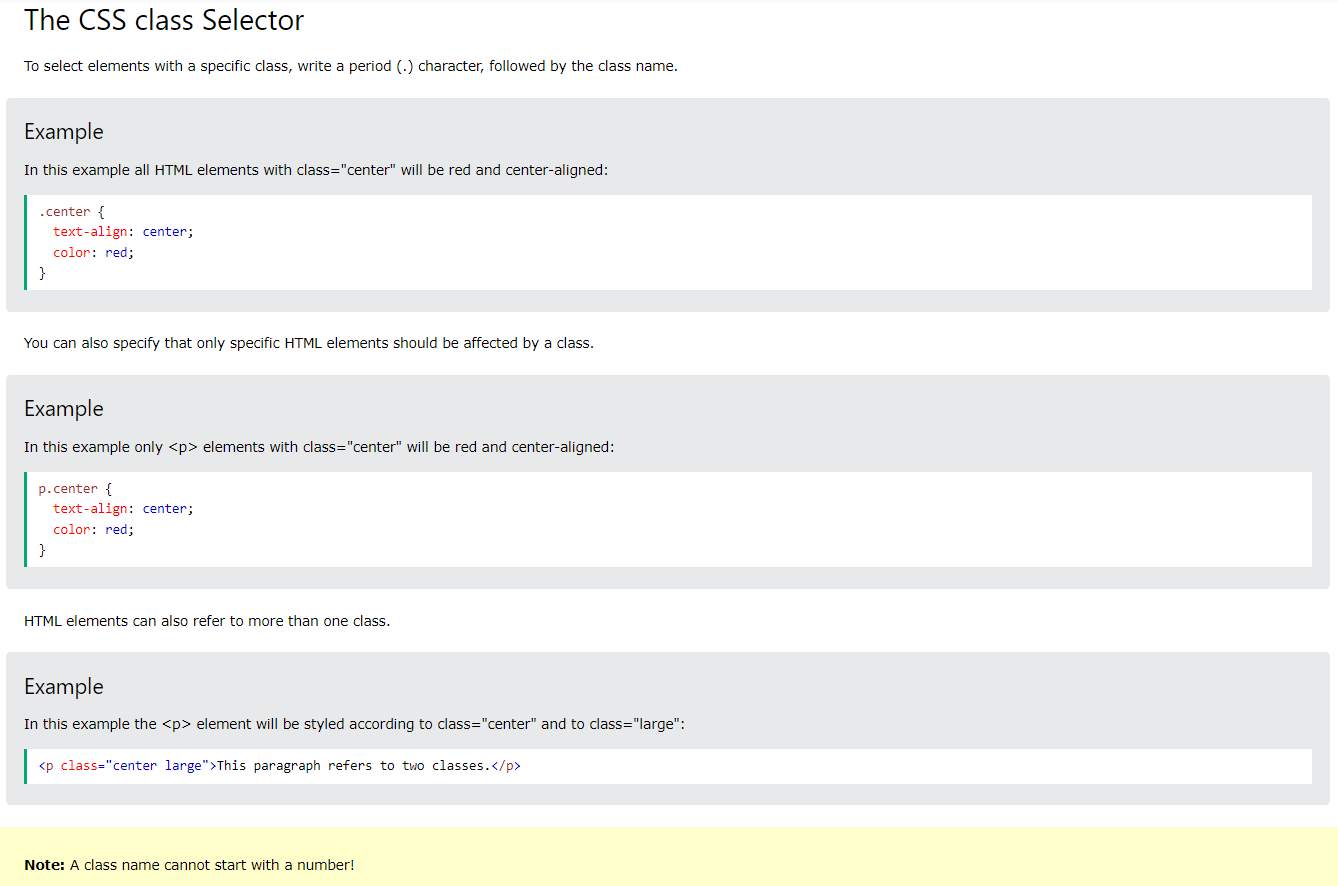 The CSS class Selector
To select elements with a specific class, write a period (.) character, followed by the class name.
Example
In this example all HTML elements with class="center" will be red and center-aligned:
.center {
  text-align: center;
  color: red;
}
You can also specify that only specific HTML elements should be affected by a class.
Example
In this example only <p> elements with class="center" will be red and center-aligned:
p.center {
  text-align: center;
  color: red;
}
HTML elements can also refer to more than one class.
Example
In this example the <p> element will be styled according to class="center" and to class="large":
<p class="center large">This paragraph refers to two classes.</p>
Note: A class name cannot start with a number!